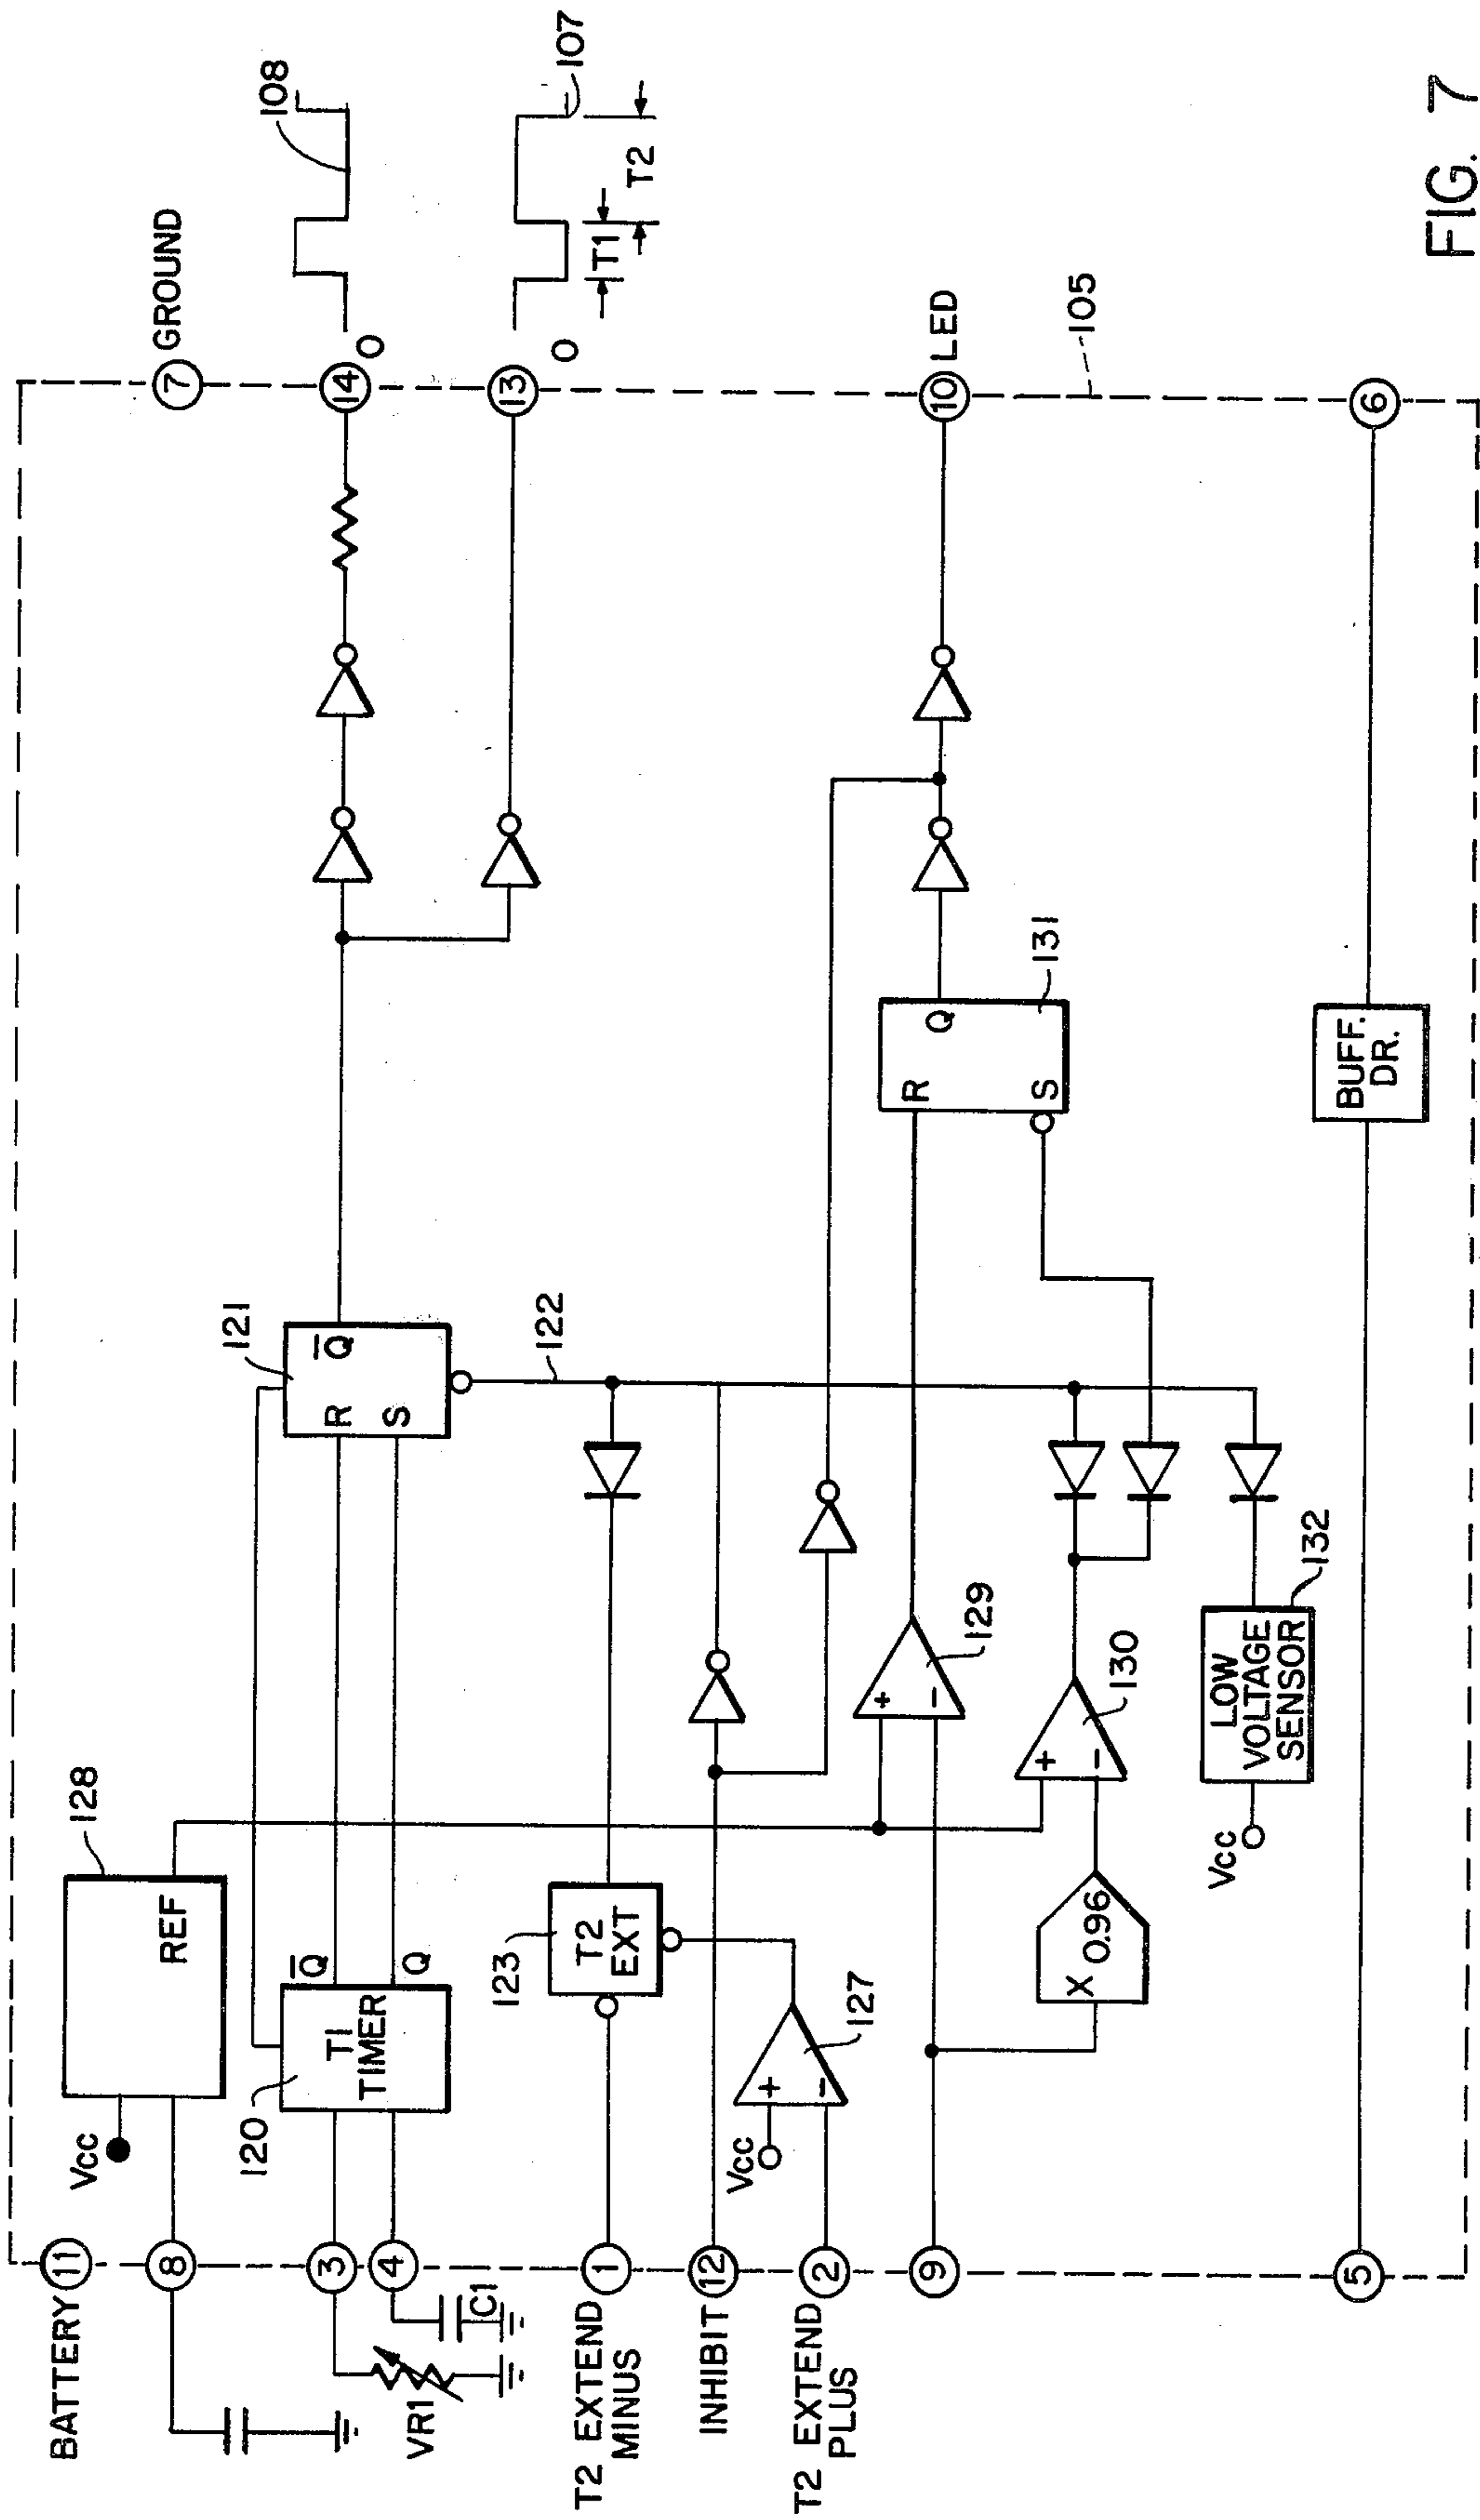 BATTERY
11
8
3
4
VR1
C1
T2 EXTEND
MINUS
1
INHIBIT
12
T2 EXTEND
PLUS
2
9
5
Vcc
128
REF
120
T1
TIMER
Q̅
Q
121
R
S
Q̅
122
123
T2
EXT
Vcc
+
−
127
X 0.96
+
−
129
+
−
130
Vcc
LOW
VOLTAGE
SENSOR
132
R
S
Q
131
BUFF.
DR.
7
GROUND
14
O
108
13
O
107
T1
T2
10
LED
105
6
FIG. 7